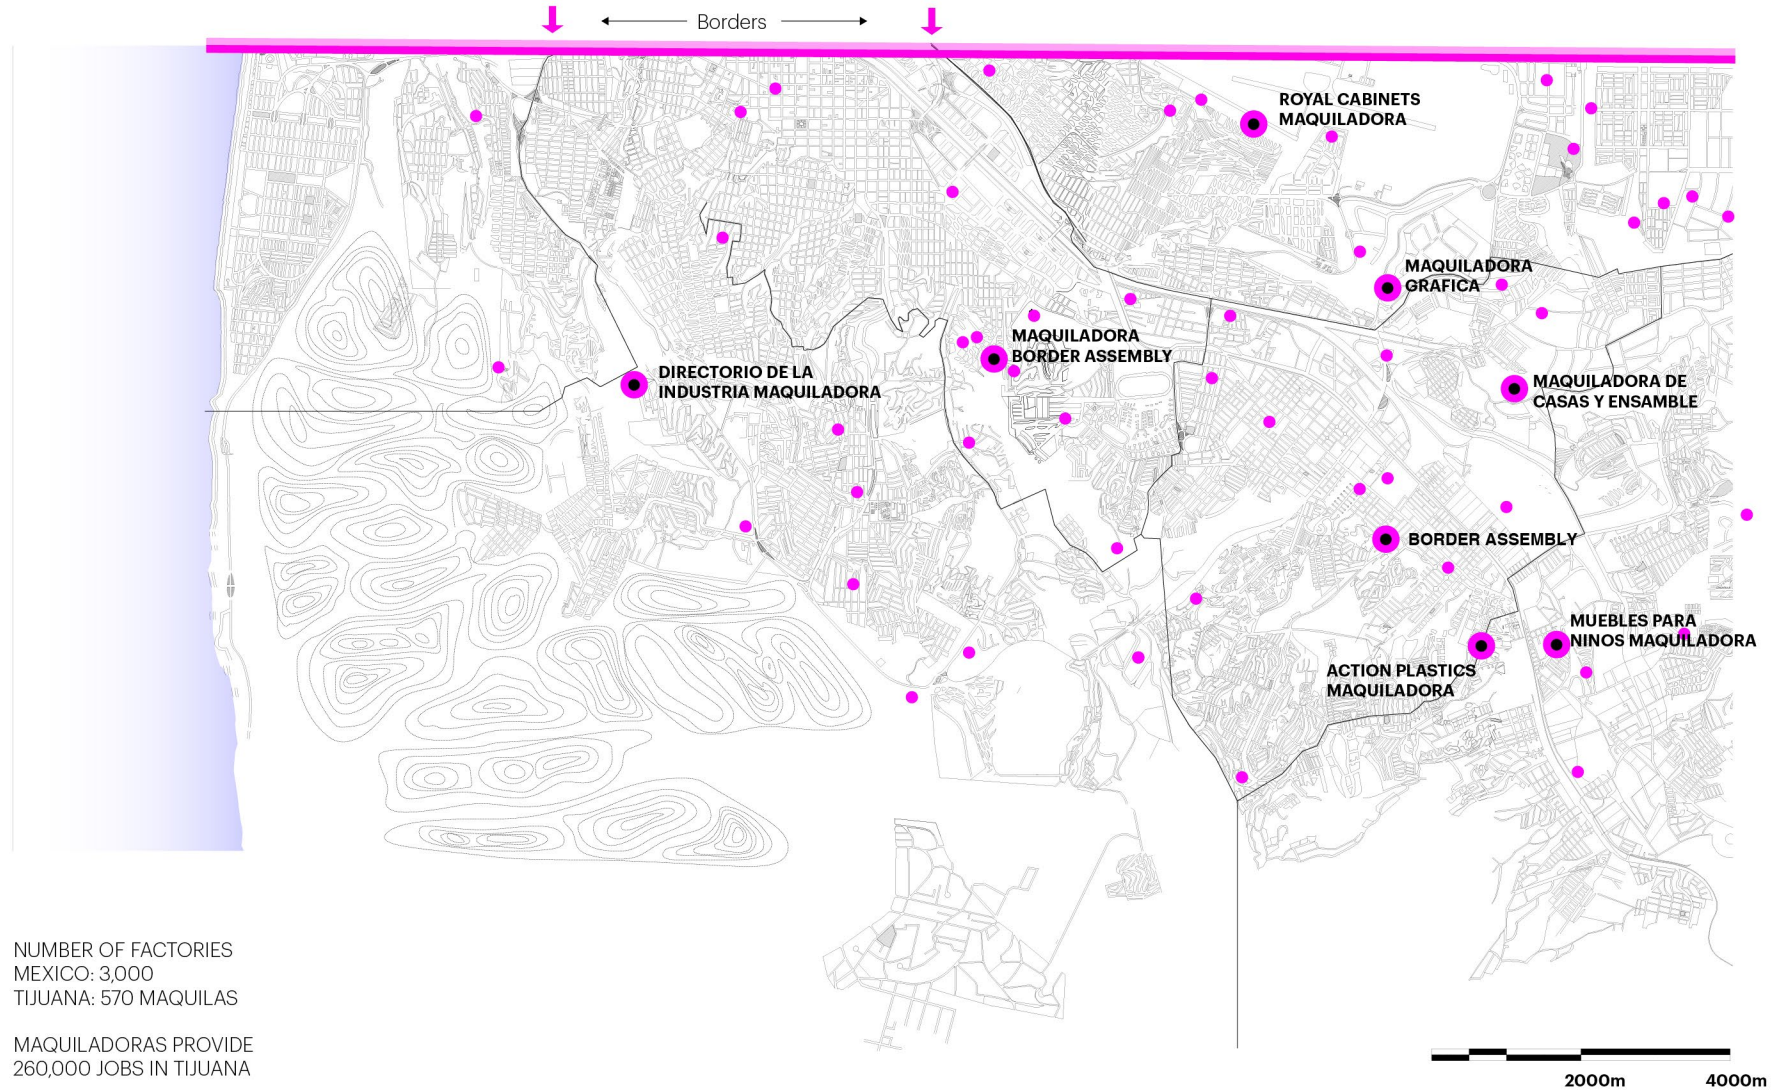 Borders
ROYAL CABINETS
MAQUILADORA
MAQUILADORA
GRAFICA
MAQUILADORA
BORDER ASSEMBLY
DIRECTORIO DE LA
INDUSTRIA MAQUILADORA
MAQUILADORA DE
CASAS Y ENSAMBLE
BORDER ASSEMBLY
MUEBLES PARA
NINOS MAQUILADORA
ACTION PLASTICS
MAQUILADORA
NUMBER OF FACTORIES
MEXICO: 3,000
TIJUANA: 570 MAQUILAS
MAQUILADORAS PROVIDE
260,000 JOBS IN TIJUANA
2000m
4000m